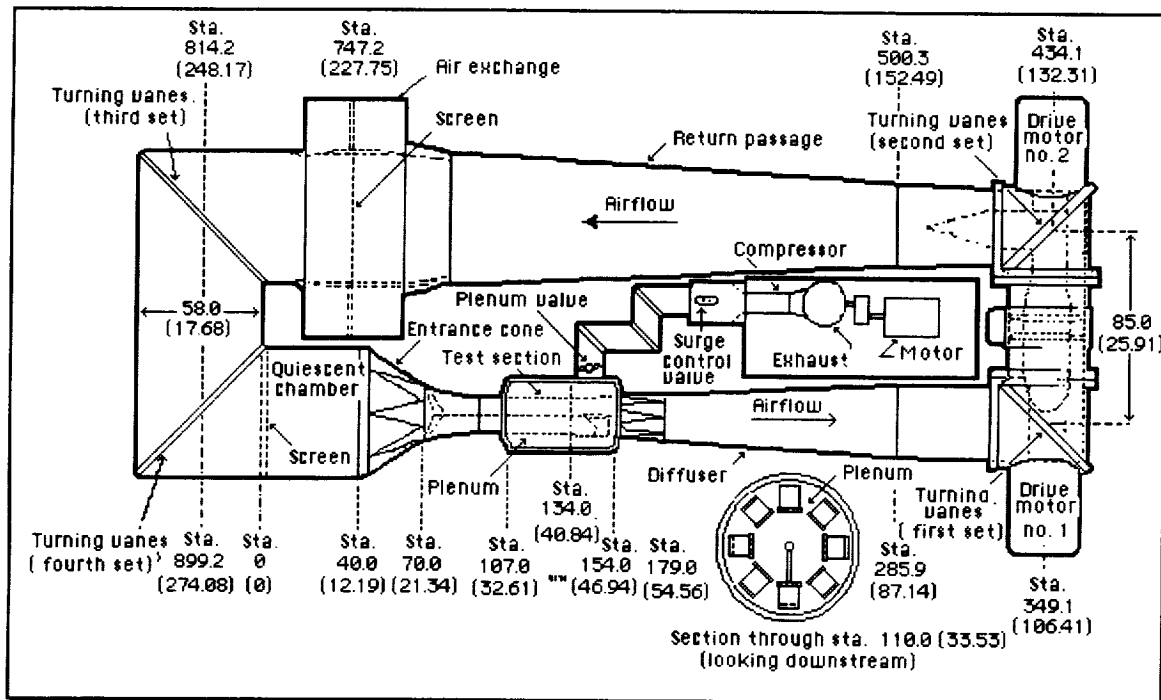 Sta.
814.2
(248.17)
Sta.
747.2
(227.75)
Sta.
500.3
(152.49)
Sta.
434.1
(132.31)
Air exchange
Turning vanes
(third set)
Screen
Return passage
Turning vanes
(second set)
Drive
motor
no. 2
Airflow
Compressor
58.0
(17.68)
Plenum valve
Entrance cone
Test section
Surge
control
valve
Exhaust
Motor
85.0
(25.91)
Quiescent
chamber
Airflow
Screen
Plenum
Diffuser
Plenum
Turning
vanes
(first set)
Drive
motor
no. 1
Turning vanes
(fourth set)
Sta.
899.2
(274.08)
Sta.
0
(0)
Sta.
40.0
(12.19)
Sta.
70.0
(21.34)
Sta.
107.0
(32.61)
Sta.
134.0
(40.84)
Sta.
154.0
(46.94)
Sta.
179.0
(54.56)
Sta.
285.9
(87.14)
Sta.
349.1
(106.41)
Section through sta. 110.0 (33.53)
(looking downstream)